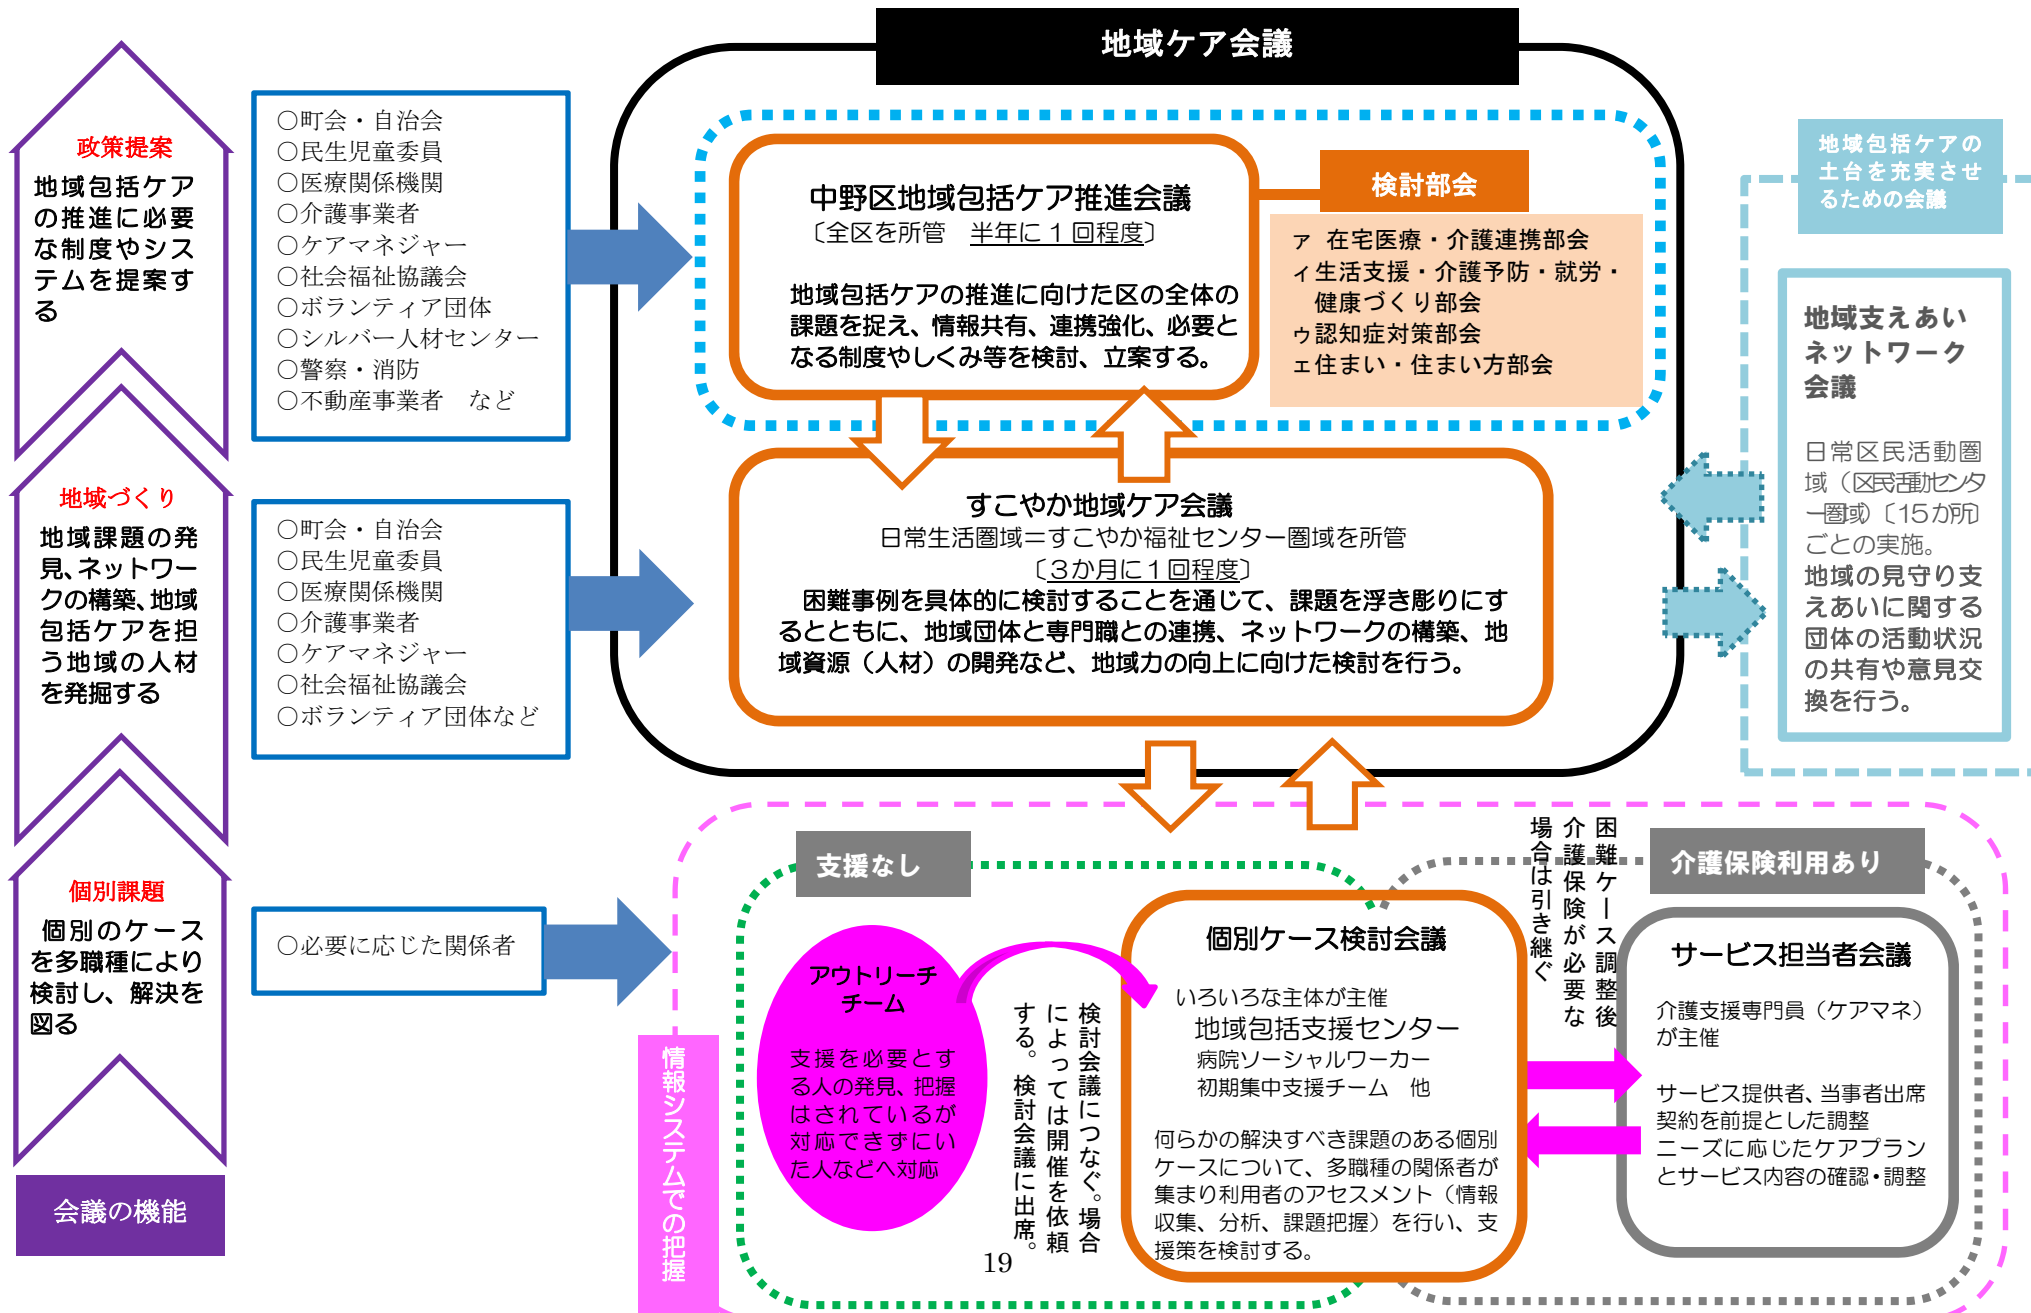 地域ケア会議
政策提案
地域包括ケア
の推進に必要
な制度やシス
テムを提案す
る
地域づくり
地域課題の発
見、ネットワー
クの構築、地域
包括ケアを担
う地域の人材
を発掘する
個別課題
個別のケース
を多職種により
検討し、解決を
図る
会議の機能
○町会・自治会
○民生児童委員
○医療関係機関
○介護事業者
○ケアマネジャー
○社会福祉協議会
○ボランティア団体
○シルバー人材センター
○警察・消防
○不動産事業者　など
○町会・自治会
○民生児童委員
○医療関係機関
○介護事業者
○ケアマネジャー
○社会福祉協議会
○ボランティア団体など
○必要に応じた関係者
中野区地域包括ケア推進会議
〔全区を所管　半年に１回程度〕
地域包括ケアの推進に向けた区の全体の
課題を捉え、情報共有、連携強化、必要と
なる制度やしくみ等を検討、立案する。
検討部会
ア 在宅医療・介護連携部会
イ生活支援・介護予防・就労・
健康づくり部会
ウ認知症対策部会
エ住まい・住まい方部会
すこやか地域ケア会議
日常生活圏域＝すこやか福祉センター圏域を所管
〔３か月に１回程度〕
困難事例を具体的に検討することを通じて、課題を浮き彫りにす
るとともに、地域団体と専門職との連携、ネットワークの構築、地
域資源（人材）の開発など、地域力の向上に向けた検討を行う。
地域包括ケアの
土台を充実させ
るための会議
地域支えあい
ネットワーク
会議
日常区民活動圏
域（区民活動センタ
ー圏域）〔15か所〕
ごとの実施。
地域の見守り支
えあいに関する
団体の活動状況
の共有や意見交
換を行う。
情報システムでの把握
支援なし
アウトリーチ
チーム
支援を必要とす
る人の発見、把握
はされているが
対応できずにい
た人などへ対応
検討会議につなぐ。場合
によっては開催を依頼
する。検討会議に出席。
個別ケース検討会議
いろいろな主体が主催
地域包括支援センター
病院ソーシャルワーカー
初期集中支援チーム　他
何らかの解決すべき課題のある個別
ケースについて、多職種の関係者が
集まり利用者のアセスメント（情報
収集、分析、課題把握）を行い、支
援策を検討する。
困難ケース調整後
介護保険が必要な
場合は引き継ぐ
介護保険利用あり
サービス担当者会議
介護支援専門員（ケアマネ）
が主催
サービス提供者、当事者出席
契約を前提とした調整
ニーズに応じたケアプラン
とサービス内容の確認・調整
19